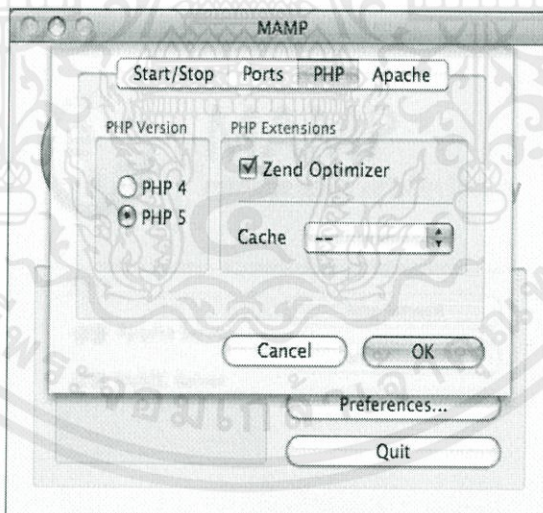 MAMP
Start/Stop Ports PHP Apache
PHP Version
PHP Extensions
PHP 4
PHP 5
Zend Optimizer
Cache --
Cancel OK
Preferences...
Quit